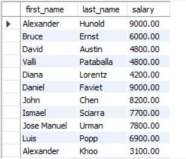 first_name last_name salary
Alexander Hunold 9000.00
Bruce Ernst 6000.00
David Austin 4800.00
Valli Pataballa 4800.00
Diana Lorentz 4200.00
Daniel Faviet 9000.00
John Chen 8200.00
Ismael Sciarra 7700.00
Jose Manuel Urman 7800.00
Luis Popp 6900.00
Alexander Khoo 3100.00